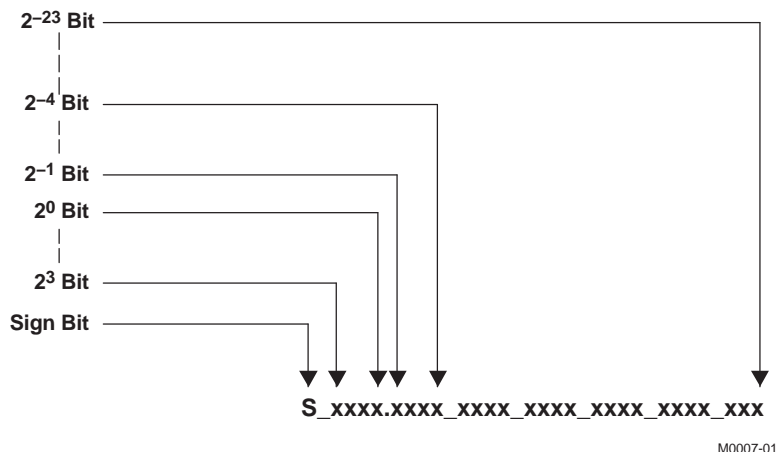 2–23 Bit
2–4 Bit
2–1 Bit
20 Bit
23 Bit
Sign Bit
S_xxxx.xxxx_xxxx_xxxx_xxxx_xxxx_xxx
M0007-01